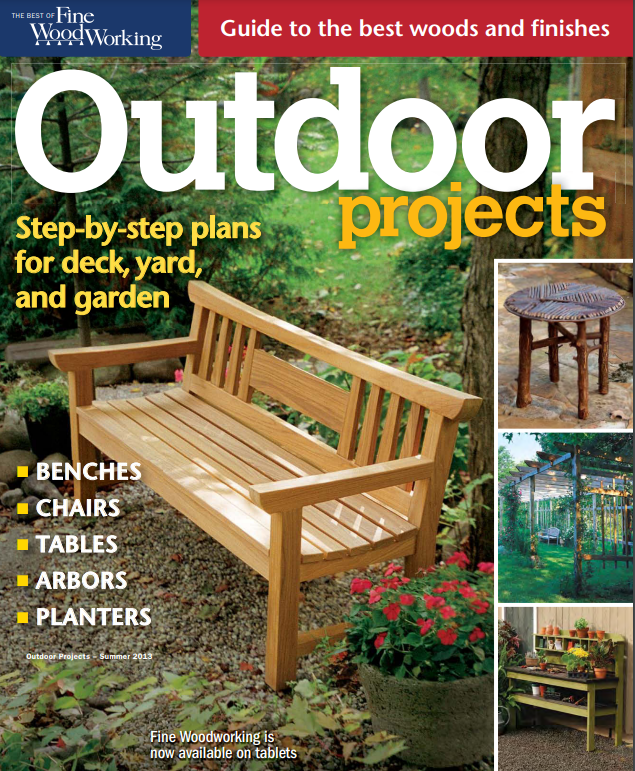 THE BEST OF Fine
WoodWorking
Guide to the best woods and finishes
Outdoor
projects
Step-by-step plans
for deck, yard,
and garden
BENCHES
CHAIRS
TABLES
ARBORS
PLANTERS
Outdoor Projects – Summer 2013
Fine Woodworking is
now available on tablets